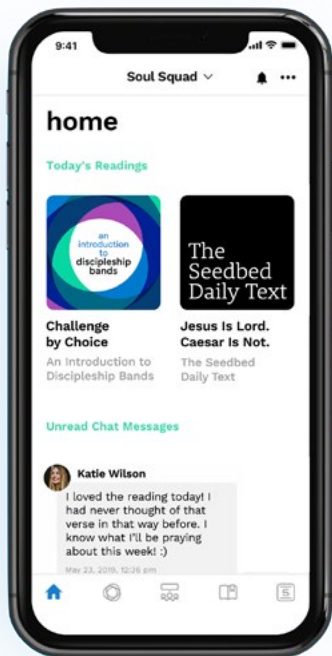 9:41
Soul Squad
home
Today's Readings
an
introduction
to
discipleship
bands
The
Seedbed
Daily Text
Challenge
by Choice
An Introduction to
Discipleship Bands
Jesus Is Lord.
Caesar Is Not.
The Seedbed
Daily Text
Unread Chat Messages
Katie Wilson
I loved the reading today! I
had never thought of that
verse in that way before. I
know what I'll be praying
about this week! :)
May 23, 2019, 12:36 pm
5